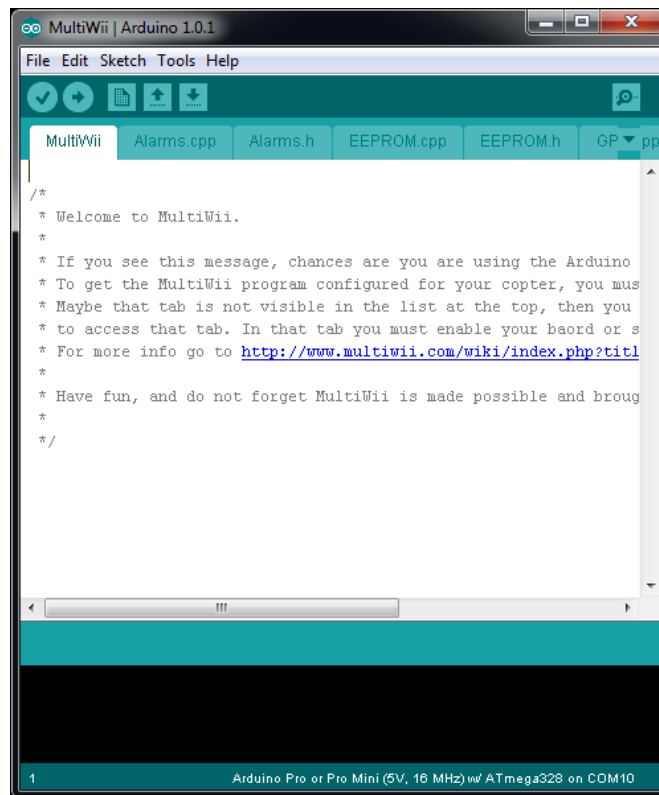 MultiWii | Arduino 1.0.1
File Edit Sketch Tools Help
MultiWii Alarms.cpp Alarms.h EEPROM.cpp EEPROM.h GP pp
/*
* Welcome to MultiWii.
*
* If you see this message, chances are you are using the Arduino
* To get the MultiWii program configured for your copter, you mus
* Maybe that tab is not visible in the list at the top, then you
* to access that tab. In that tab you must enable your baord or s
* For more info go to http://www.multiwii.com/wiki/index.php?titl
*
* Have fun, and do not forget MultiWii is made possible and broug
*
*/
1 Arduino Pro or Pro Mini (5V, 16 MHz) w/ ATmega328 on COM10